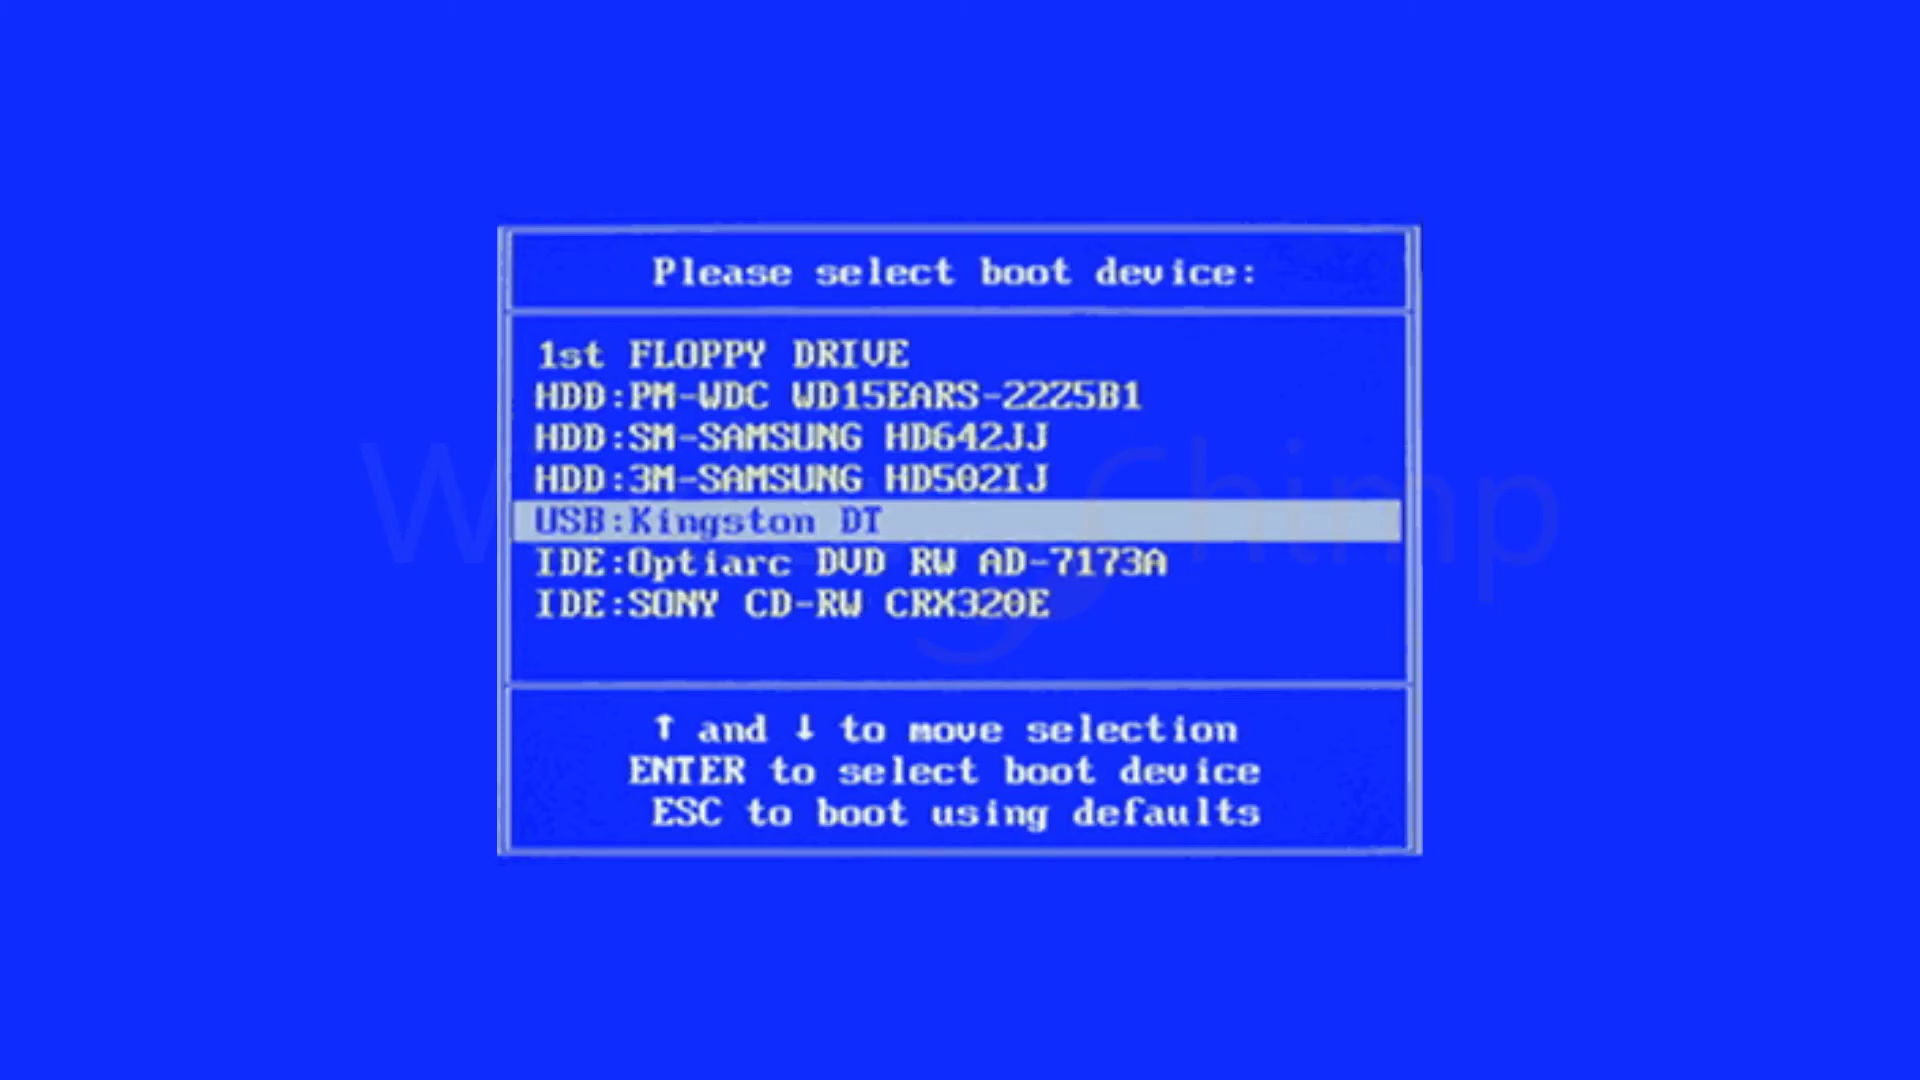 Please select boot device:
1st FLOPPY DRIVE
HDD:PM-WDC WD15EARS-22Z5B1
HDD:SM-SAMSUNG HD642JJ
HDD:3M-SAMSUNG HD502IJ
USB:Kingston DT
IDE:Optiarc DVD RW AD-7173A
IDE:SONY CD-RW CRX320E
↑ and ↓ to move selection
ENTER to select boot device
ESC to boot using defaults